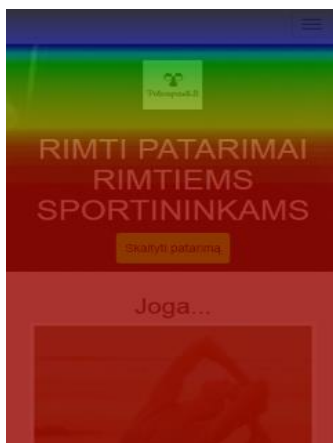 RIMTI PATARIMAI
RIMTIEMS
SPORTININKAMS
Skaityti patarimą
Joga...